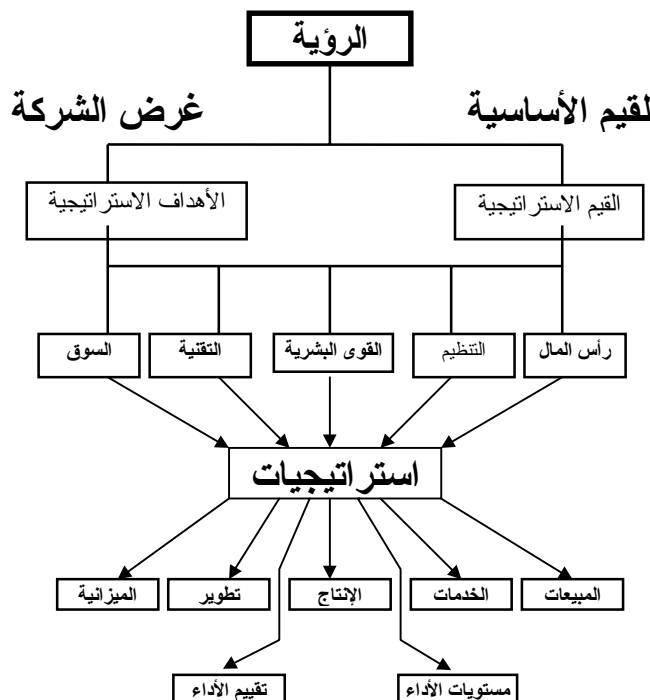 الرؤية
لقيم الأساسية
غرض الشركة
القيم الاستراتيجية
الأهداف الاستراتيجية
رأس المال
التنظيم
القوى البشرية
التقنية
السوق
استراتيجيات
المبيعات
الخدمات
الإنتاج
تطوير
الميزانية
مستويات الأداء
تقييم الأداء